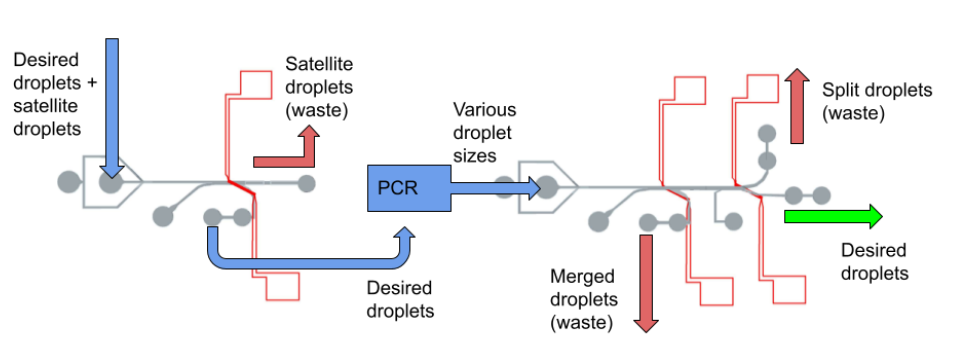 Desired
droplets +
satellite
droplets
Satellite
droplets
(waste)
Desired
droplets
PCR
Various
droplet
sizes
Merged
droplets
(waste)
Split droplets
(waste)
Desired
droplets